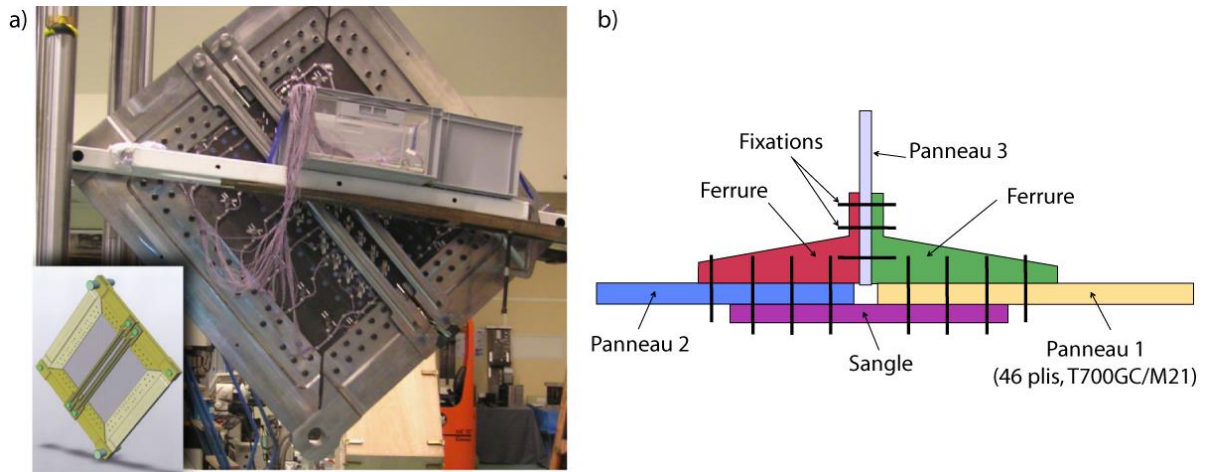 a)
b)
Fixations
Panneau 3
Ferrure
Ferrure
Panneau 2
Sangle
Panneau 1
(46 plis, T700GC/M21)